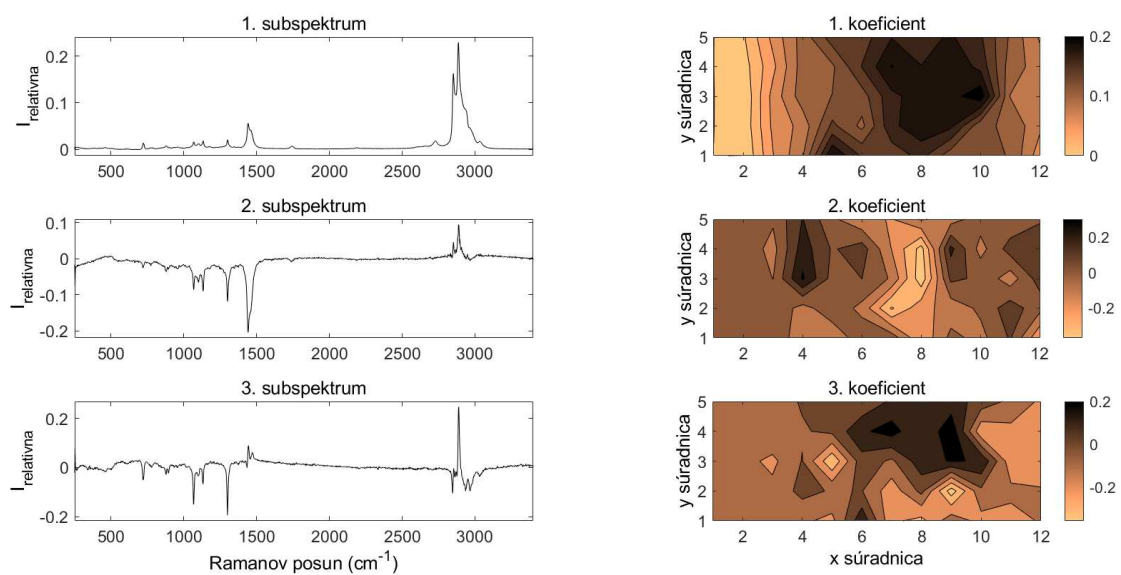 1. subspektrum
0.2
0.1
0
500 1000 1500 2000 2500 3000
I_relatívna
1. koeficient
5
4
3
2
1
2 4 6 8 10 12
y súradnica
0.2
0.1
0
2. subspektrum
0.1
0
-0.1
-0.2
500 1000 1500 2000 2500 3000
I_relatívna
2. koeficient
5
4
3
2
1
2 4 6 8 10 12
y súradnica
0.2
0
-0.2
3. subspektrum
0.2
0
-0.2
500 1000 1500 2000 2500 3000
I_relatívna
Ramanov posun (cm⁻¹)
3. koeficient
5
4
3
2
1
2 4 6 8 10 12
y súradnica
x súradnica
0.2
0
-0.2